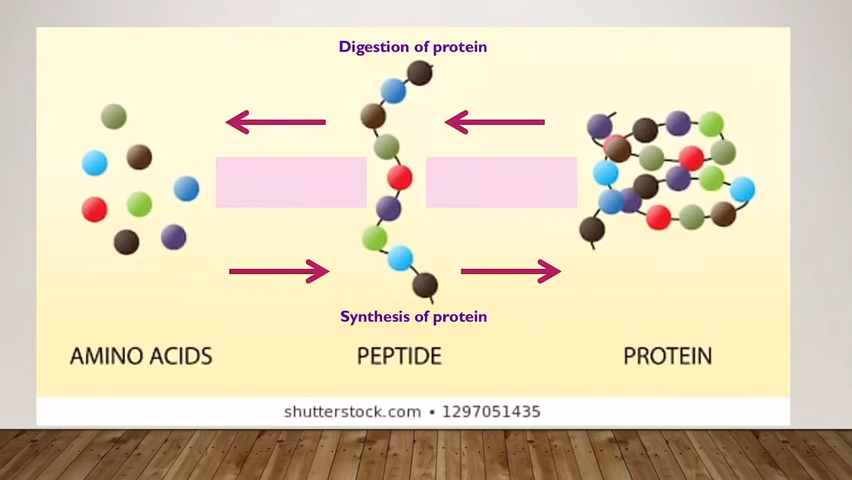 Digestion of protein
Synthesis of protein
AMINO ACIDS
PEPTIDE
PROTEIN
shutterstock.com • 1297051435